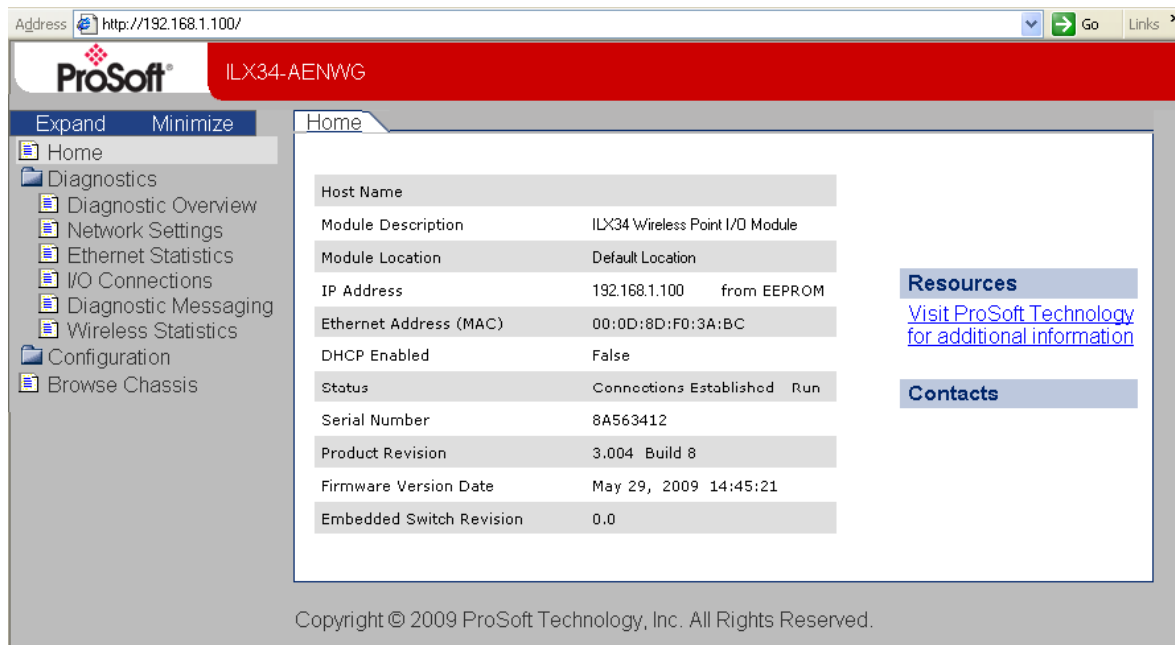 Address http://192.168.1.100/ Go Links
ProSoft® ILX34-AENWG
Expand Minimize
Home
Diagnostics
Diagnostic Overview
Network Settings
Ethernet Statistics
I/O Connections
Diagnostic Messaging
Wireless Statistics
Configuration
Browse Chassis
Home
Host Name
Module Description ILX34 Wireless Point I/O Module
Module Location Default Location
IP Address 192.168.1.100 from EEPROM
Ethernet Address (MAC) 00:0D:8D:F0:3A:BC
DHCP Enabled False
Status Connections Established Run
Serial Number 8A563412
Product Revision 3.004 Build 8
Firmware Version Date May 29, 2009 14:45:21
Embedded Switch Revision 0.0
Resources
Visit ProSoft Technology
for additional information
Contacts
Copyright © 2009 ProSoft Technology, Inc. All Rights Reserved.